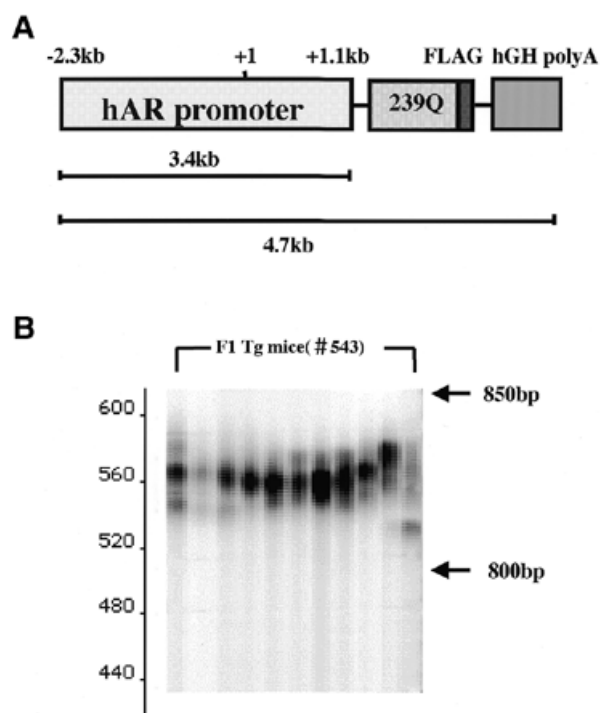 A
-2.3kb +1 +1.1kb FLAG hGH polyA
hAR promoter 239Q
3.4kb
4.7kb
B
F1 Tg mice(#543)
600
560
520
480
440
850bp
800bp